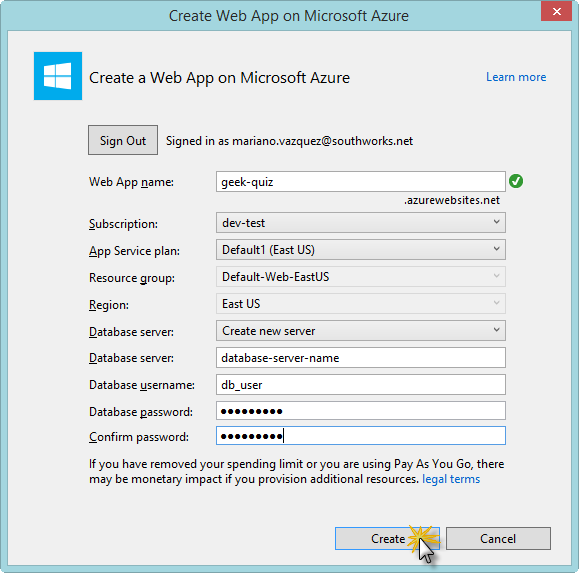 Create Web App on Microsoft Azure
Create a Web App on Microsoft Azure
Learn more
Sign Out Signed in as mariano.vazquez@southworks.net
Web App name: geek-quiz
.azurewebsites.net
Subscription: dev-test
App Service plan: Default1 (East US)
Resource group: Default-Web-EastUS
Region: East US
Database server: Create new server
Database server: database-server-name
Database username: db_user
Database password: ●●●●●●●●●
Confirm password: ●●●●●●●●●
If you have removed your spending limit or you are using Pay As You Go, there
may be monetary impact if you provision additional resources. legal terms
Create Cancel